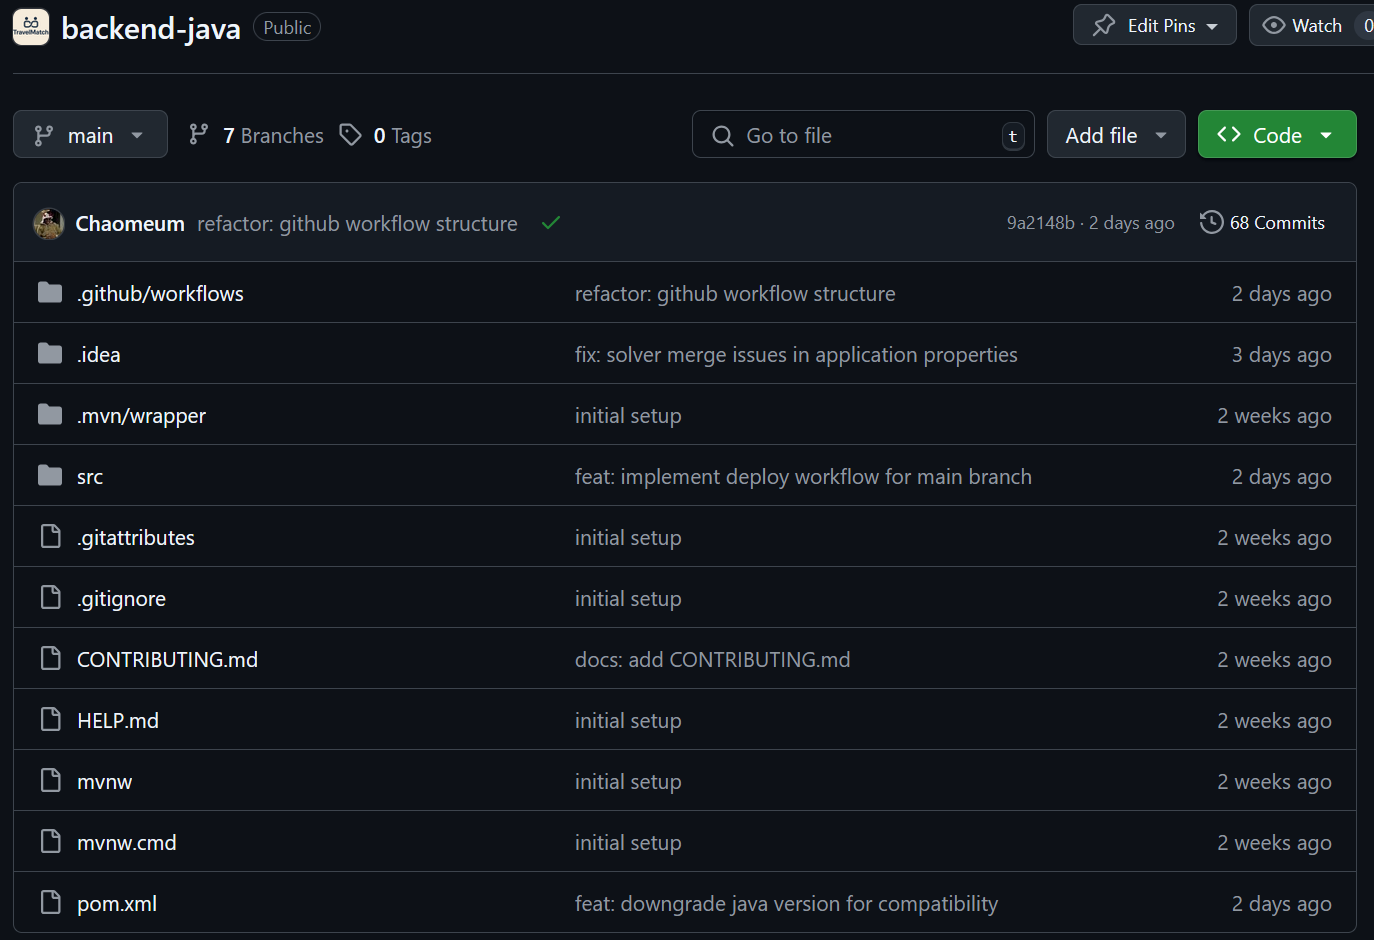 TravelMatch
backend-java Public Edit Pins Watch 0
main 7 Branches 0 Tags Go to file t Add file Code
Chaomeum refactor: github workflow structure 9a2148b · 2 days ago 68 Commits
.github/workflows refactor: github workflow structure 2 days ago
.idea fix: solver merge issues in application properties 3 days ago
.mvn/wrapper initial setup 2 weeks ago
src feat: implement deploy workflow for main branch 2 days ago
.gitattributes initial setup 2 weeks ago
.gitignore initial setup 2 weeks ago
CONTRIBUTING.md docs: add CONTRIBUTING.md 2 weeks ago
HELP.md initial setup 2 weeks ago
mvnw initial setup 2 weeks ago
mvnw.cmd initial setup 2 weeks ago
pom.xml feat: downgrade java version for compatibility 2 days ago